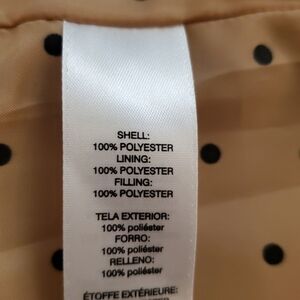 SHELL:
100% POLYESTER
LINING:
100% POLYESTER
FILLING:
100% POLYESTER
TELA EXTERIOR:
100% poliéster
FORRO:
100% poliéster
RELLENO:
100% poliéster
ÉTOFFE EXTÉRIEURE: